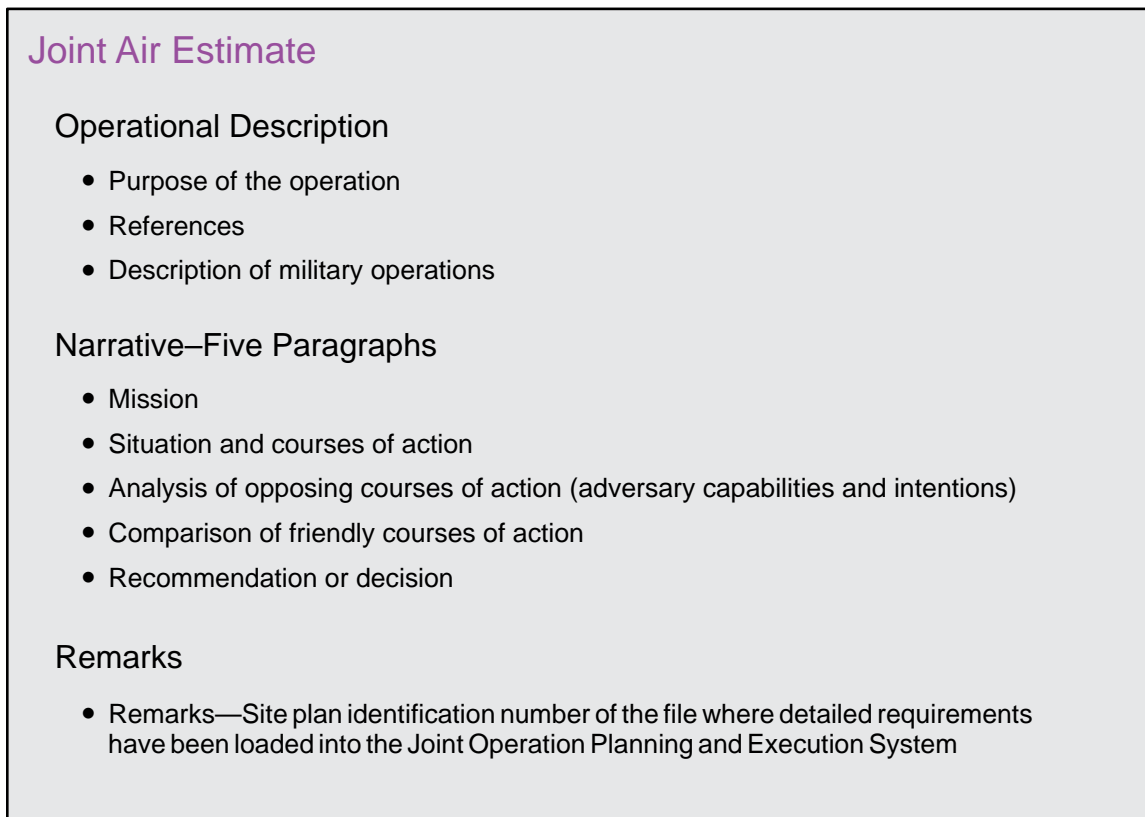 Joint Air Estimate
Operational Description
• Purpose of the operation
• References
• Description of military operations
Narrative–Five Paragraphs
• Mission
• Situation and courses of action
• Analysis of opposing courses of action (adversary capabilities and intentions)
• Comparison of friendly courses of action
• Recommendation or decision
Remarks
• Remarks—Site plan identification number of the file where detailed requirements
have been loaded into the Joint Operation Planning and Execution System